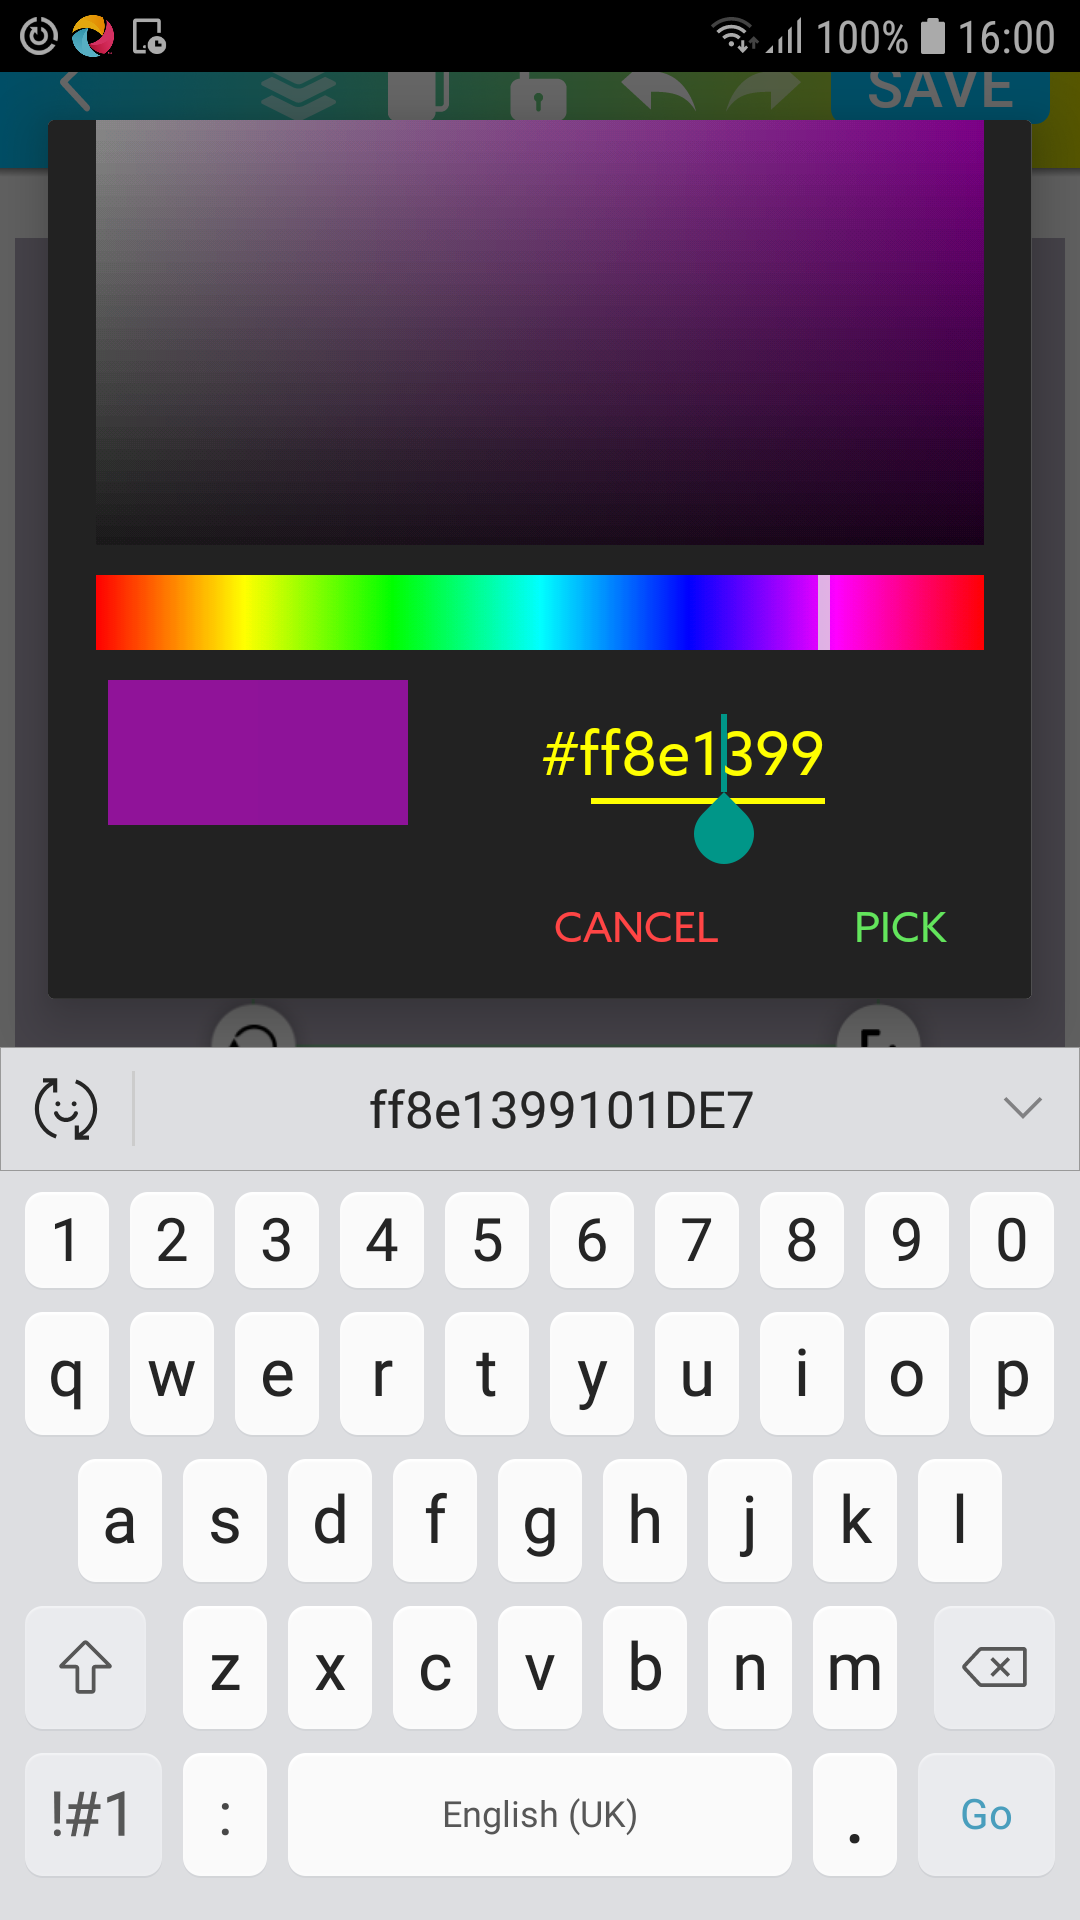 100% 16:00
SAVE
#ff8e1399
CANCEL PICK
ff8e1399101DE7
1 2 3 4 5 6 7 8 9 0
q w e r t y u i o p
a s d f g h j k l
z x c v b n m
!#1 : English (UK) . Go